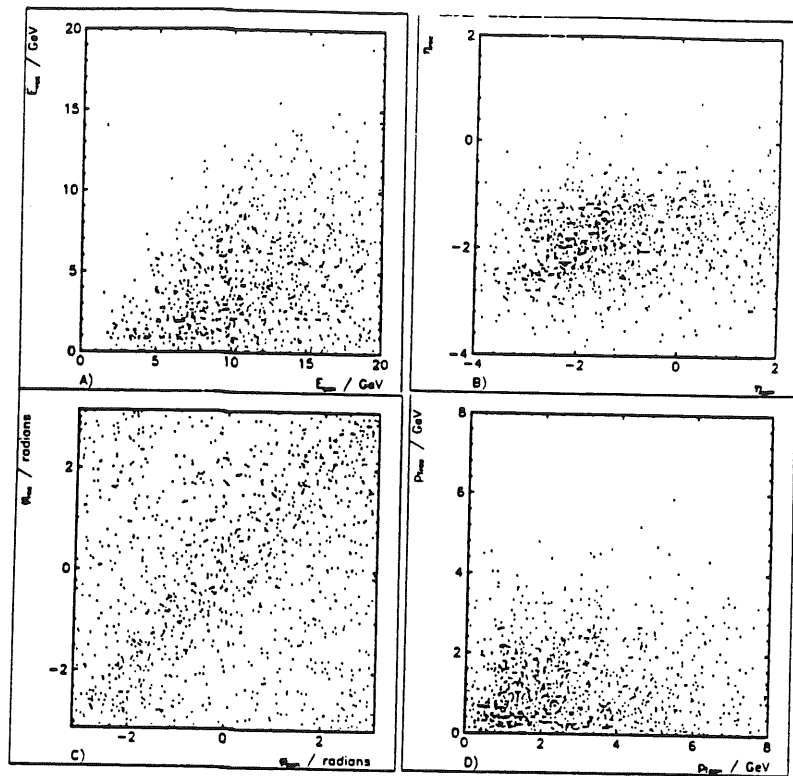 20
15
10
5
0
0 5 10 15 20
A)
E / GeV
E / GeV
2
0
-2
-4
-4 -2 0 2
B)
η
η
2
0
-2
-2 0 2
C)
φ / radians
/ radians
8
6
4
2
0
0 2 4 6 8
D)
/ GeV
/ GeV